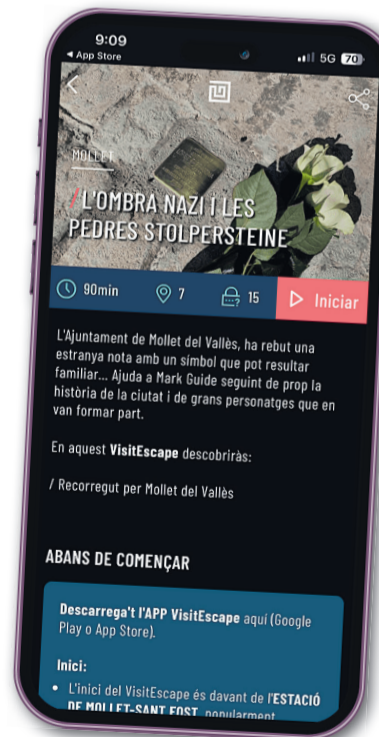 9:09
◀ App Store
5G 70
MOLLET
/L'OMBRA NAZI I LES
PEDRES STOLPERSTEINE
90min
7
15
Iniciar
L'Ajuntament de Mollet del Vallès, ha rebut una
estranya nota amb un símbol que pot resultar
familiar... Ajuda a Mark Guide seguint de prop la
història de la ciutat i de grans personatges que en
van formar part.
En aquest VisitEscape descobriràs:
/ Recorregut per Mollet del Vallès
ABANS DE COMENÇAR
Descarrega't l'APP VisitEscape aquí (Google
Play o App Store).
Inici:
• L'inici del VisitEscape és davant de l'ESTACIÓ
DE MOLLET-SANT FOST, popularment